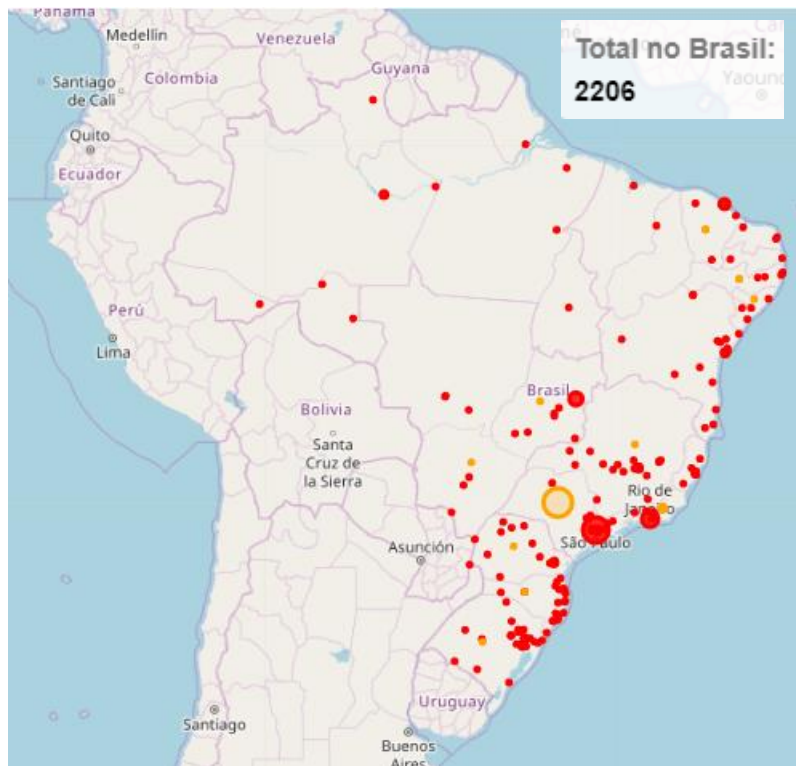 Panamá
Medellín
Venezuela
Guyana
Total no Brasil:
2206
Yaoundé
Santiago
de Cali
Colombia
Quito
Ecuador
Perú
Lima
Brasil
Bolivia
Santa
Cruz de
la Sierra
Rio de
Janeiro
São Paulo
Asunción
Uruguay
Santiago
Buenos
Aires